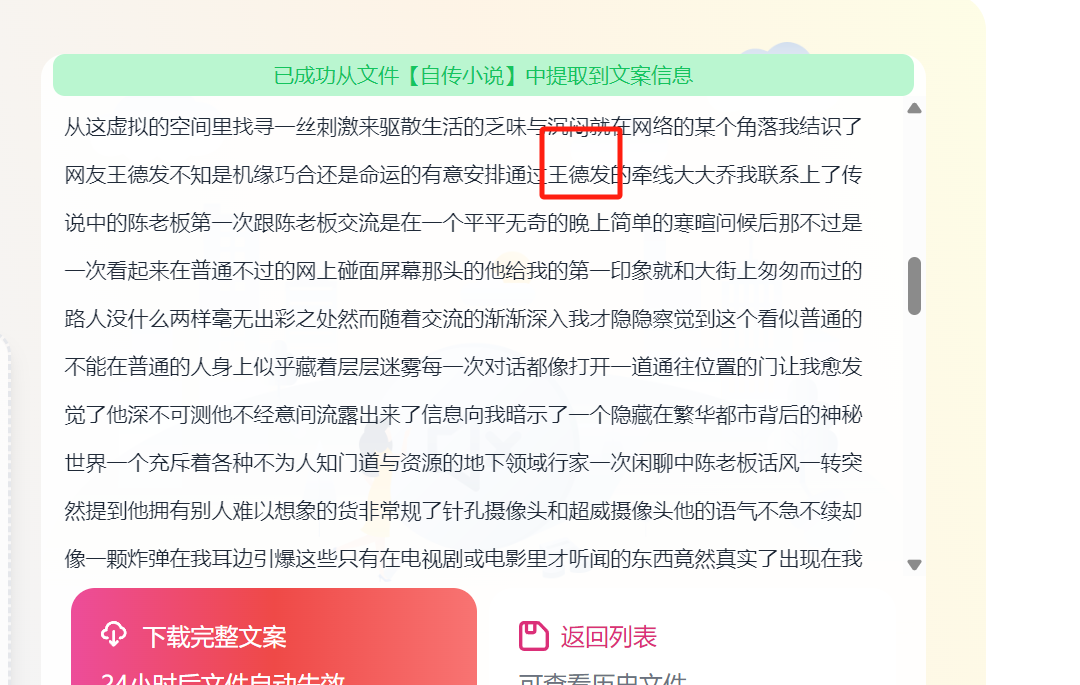 已成功从文件【自传小说】中提取到文案信息
从这虚拟的空间里找寻一丝刺激来驱散生活的乏味与沉闷就在网络的某个角落我结识了
网友王德发不知是机缘巧合还是命运的有意安排通过王德发的牵线大大乔我联系上了传
说中的陈老板第一次跟陈老板交流是在一个平平无奇的晚上简单的寒暄问候后那不过是
一次看起来在普通不过的网上碰面屏幕那头的他给我的第一印象就和大街上匆匆而过的
路人没什么两样毫无出彩之处然而随着交流的渐渐深入我才隐隐察觉到这个看似普通的
不能在普通的人身上似乎藏着层层迷雾每一次对话都像打开一道通往位置的门让我愈发
觉了他深不可测他不经意间流露出来了信息向我暗示了一个隐藏在繁华都市背后的神秘
世界一个充斥着各种不为人知门道与资源的地下领域行家一次闲聊中陈老板话风一转突
然提到他拥有别人难以想象的货非常规了针孔摄像头和超威摄像头他的语气不急不续却
像一颗炸弹在我耳边引爆这些只有在电视剧或电影里才听闻的东西竟然真实了出现在我
下载完整文案
返回列表
24小时后文件自动失效
可查看历史文件